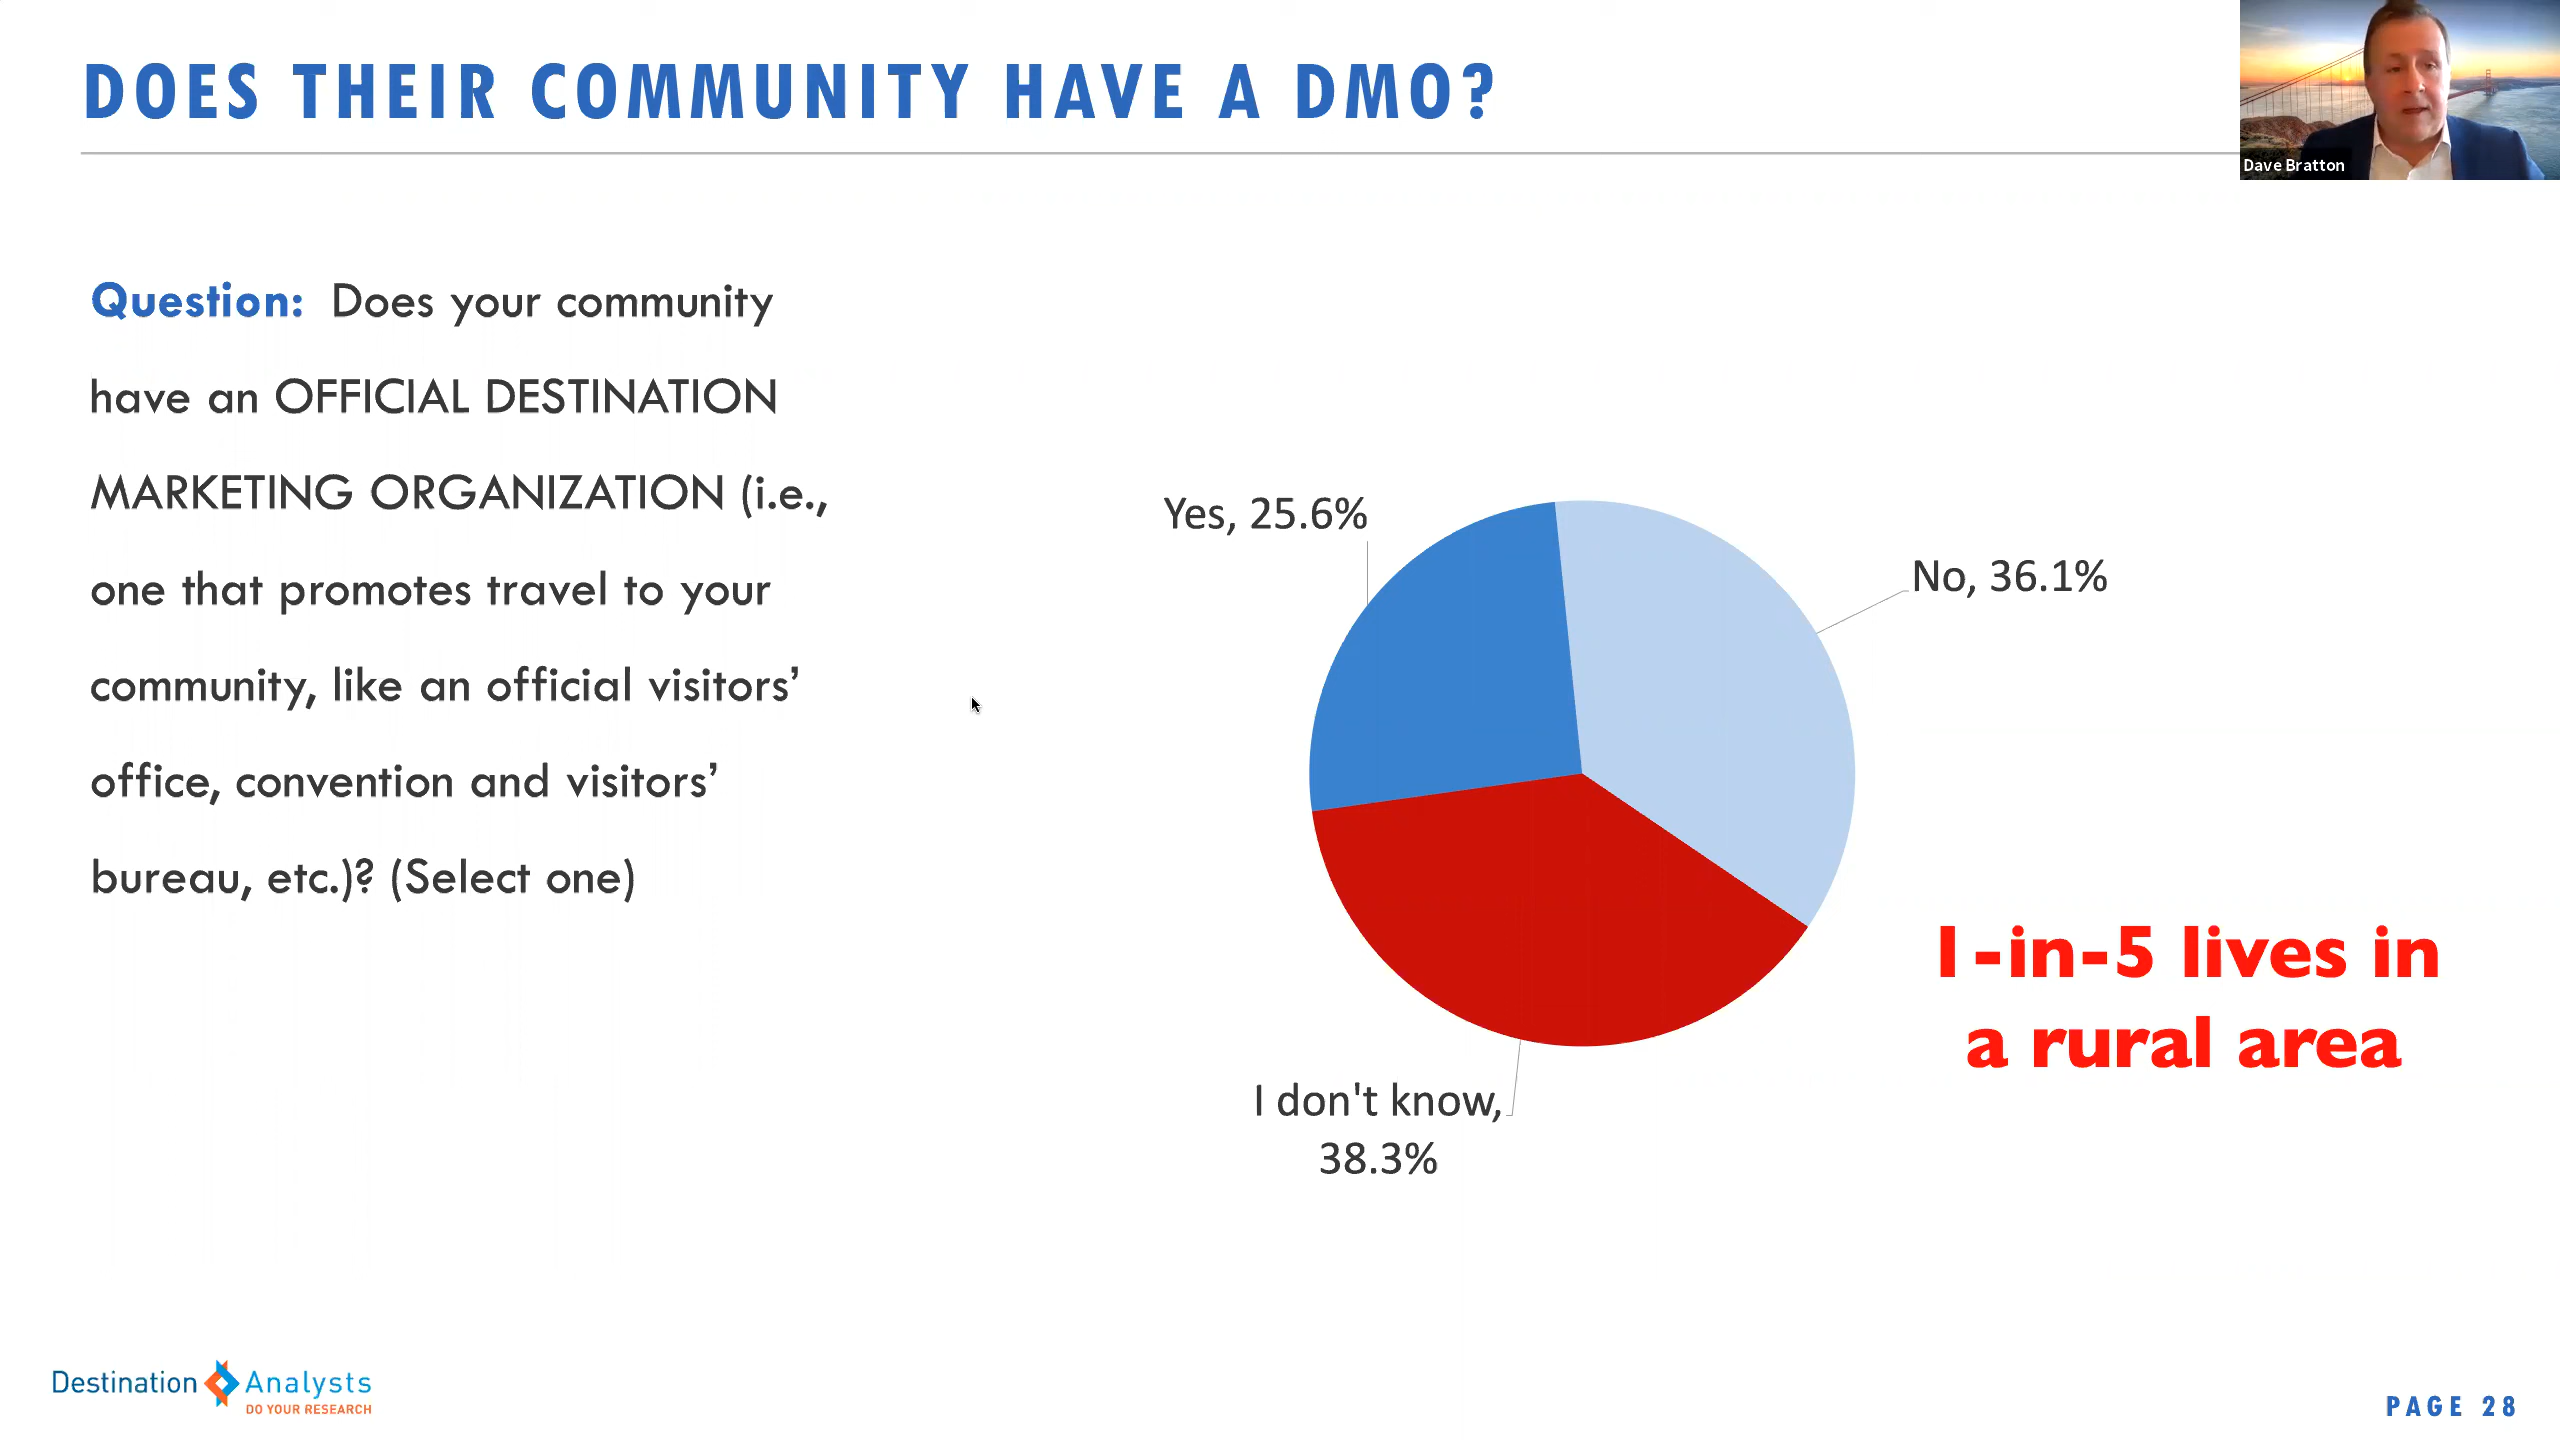 DOES THEIR COMMUNITY HAVE A DMO?
Dave Bratton
Question: Does your community
have an OFFICIAL DESTINATION
MARKETING ORGANIZATION (i.e.,
one that promotes travel to your
community, like an official visitors’
office, convention and visitors’
bureau, etc.)? (Select one)
Yes, 25.6%
No, 36.1%
I don't know,
38.3%
1-in-5 lives in
a rural area
Destination Analysts
DO YOUR RESEARCH
PAGE 28